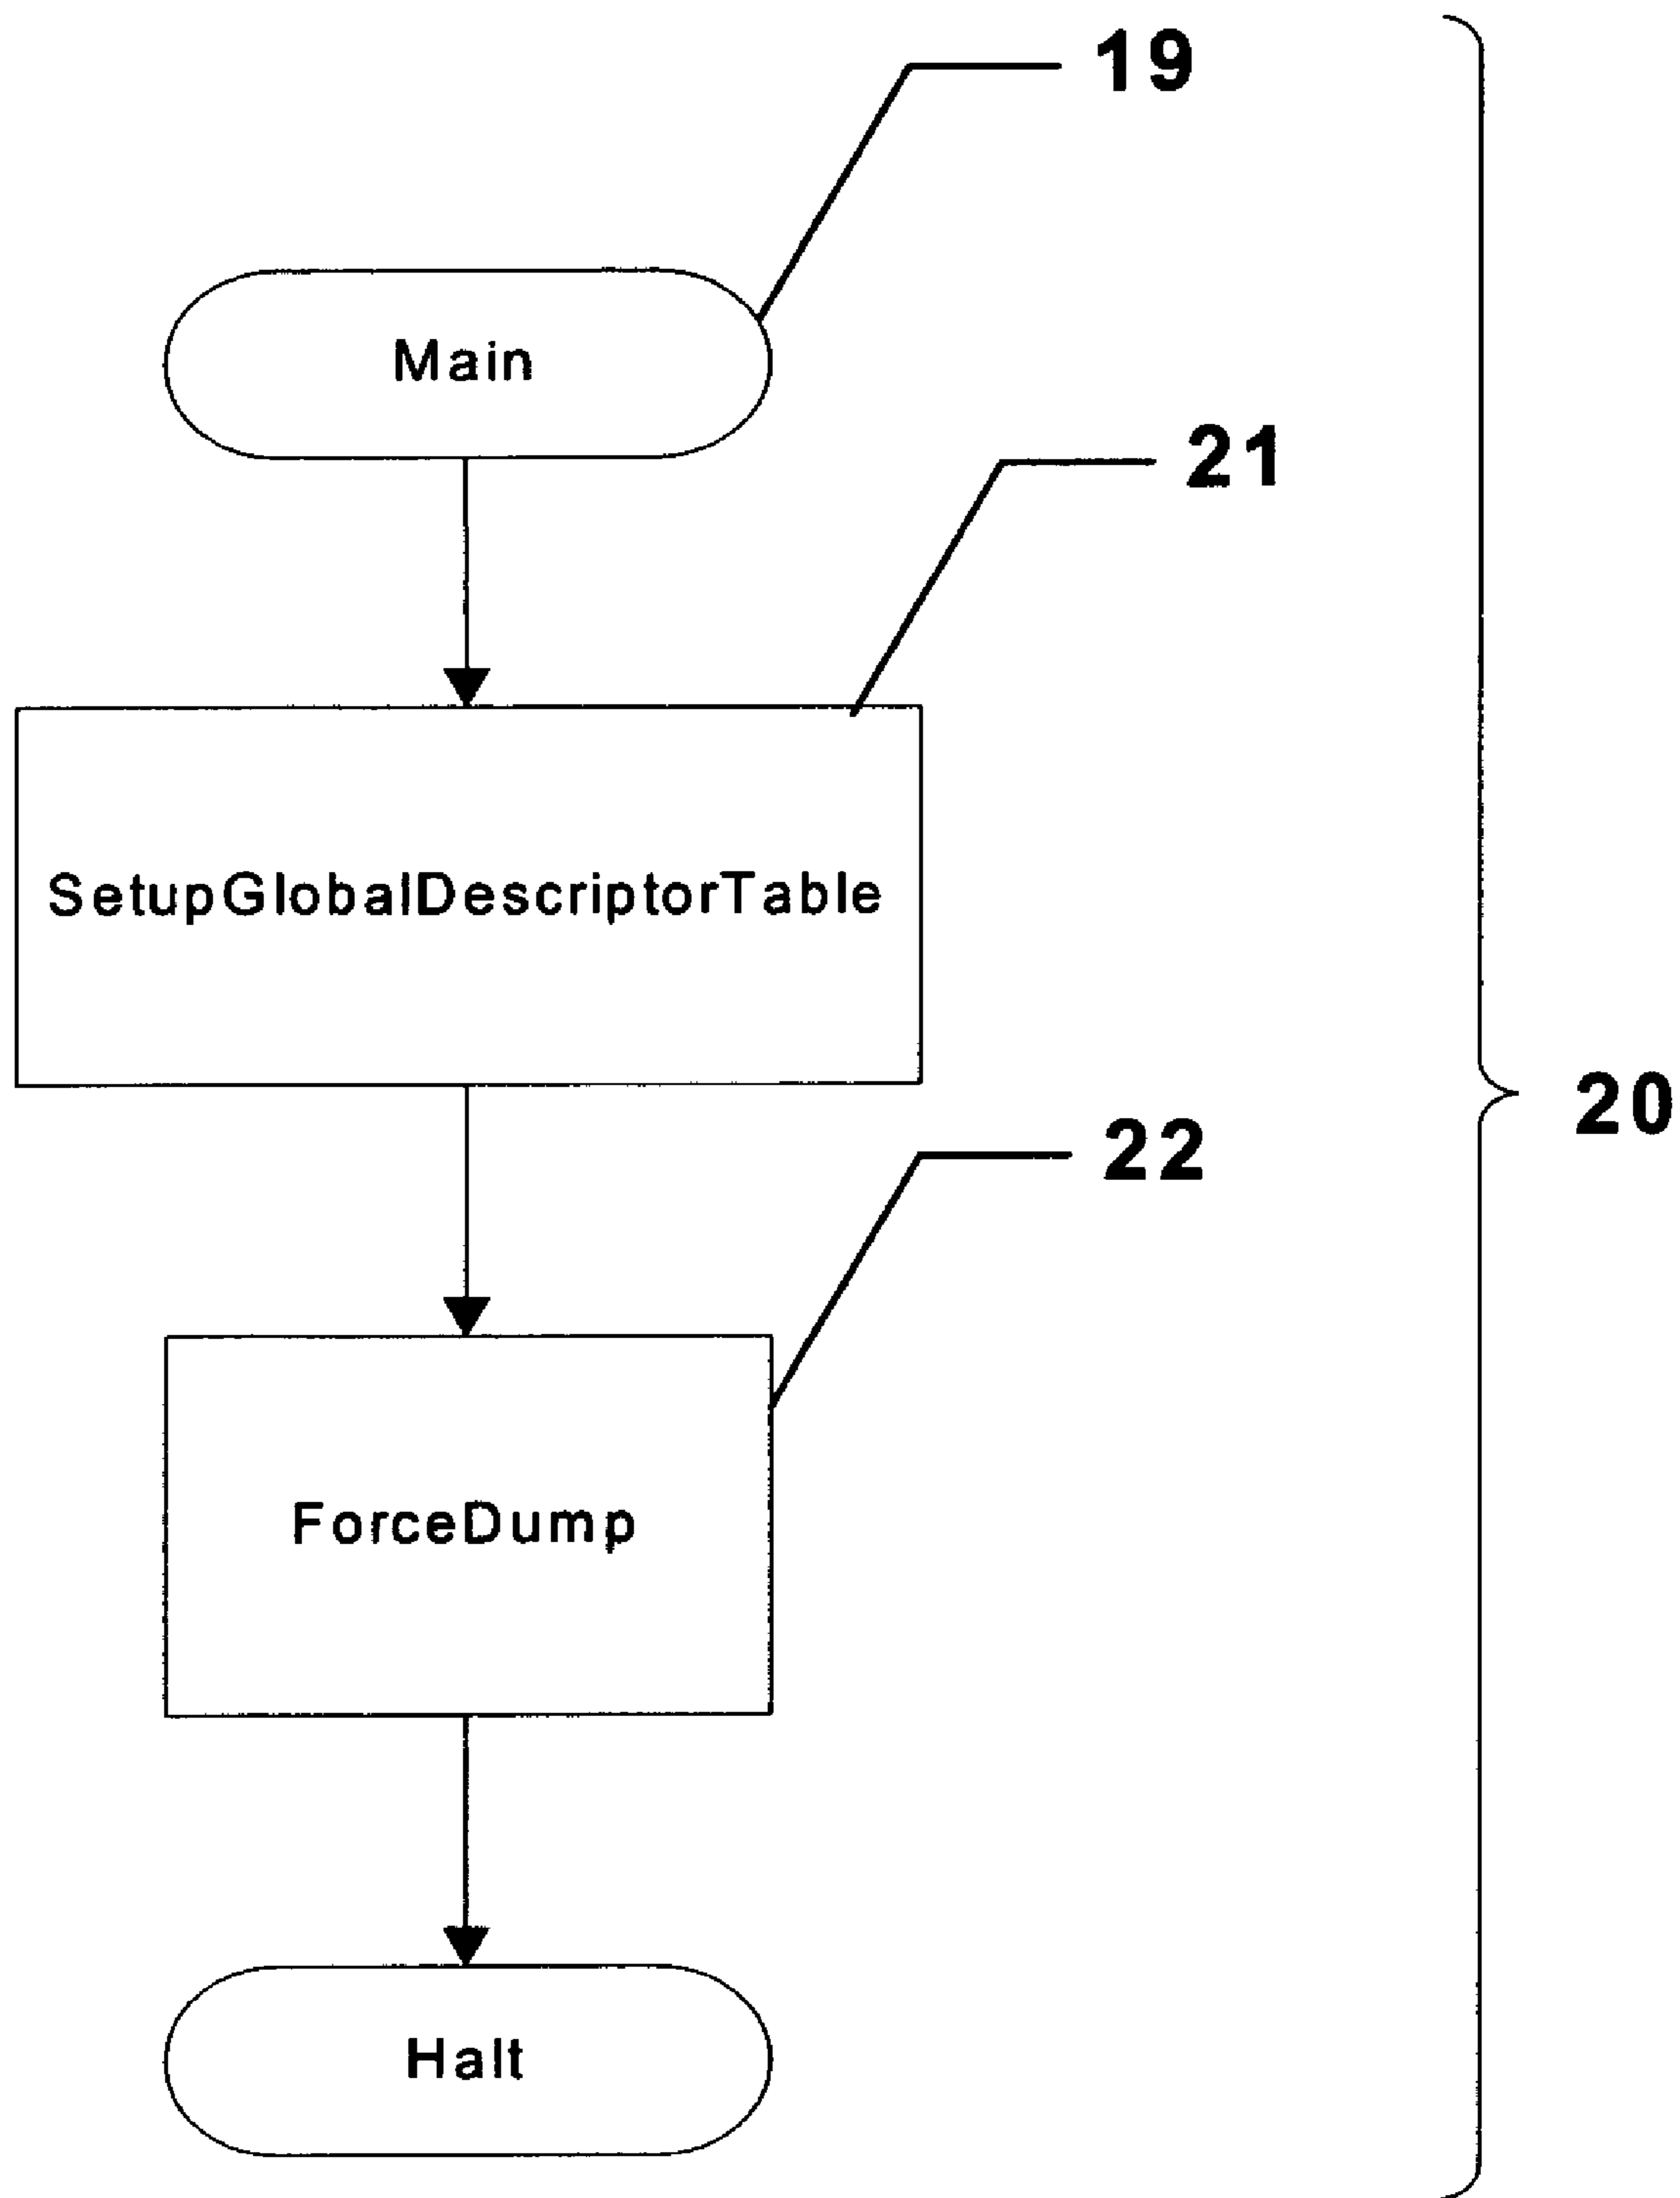 19
Main
21
SetupGlobalDescriptorTable
20
22
ForceDump
Halt